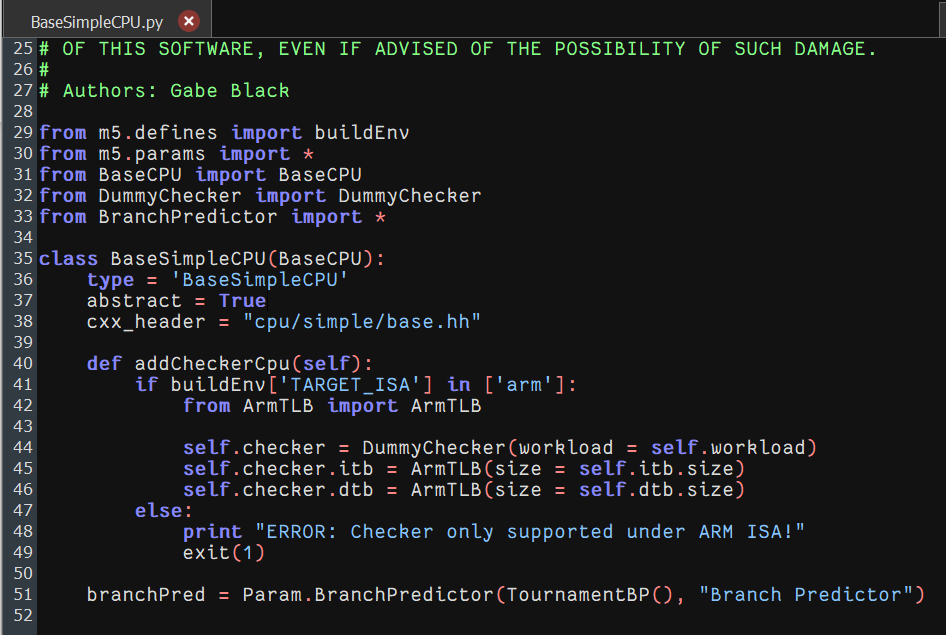 BaseSimpleCPU.py
25 # OF THIS SOFTWARE, EVEN IF ADVISED OF THE POSSIBILITY OF SUCH DAMAGE.
26 #
27 # Authors: Gabe Black
28
29 from m5.defines import buildEnv
30 from m5.params import *
31 from BaseCPU import BaseCPU
32 from DummyChecker import DummyChecker
33 from BranchPredictor import *
34
35 class BaseSimpleCPU(BaseCPU):
36     type = 'BaseSimpleCPU'
37     abstract = True
38     cxx_header = "cpu/simple/base.hh"
39
40     def addCheckerCpu(self):
41         if buildEnv['TARGET_ISA'] in ['arm']:
42             from ArmTLB import ArmTLB
43
44             self.checker = DummyChecker(workload = self.workload)
45             self.checker.itb = ArmTLB(size = self.itb.size)
46             self.checker.dtb = ArmTLB(size = self.dtb.size)
47         else:
48             print "ERROR: Checker only supported under ARM ISA!"
49             exit(1)
50
51     branchPred = Param.BranchPredictor(TournamentBP(), "Branch Predictor")
52